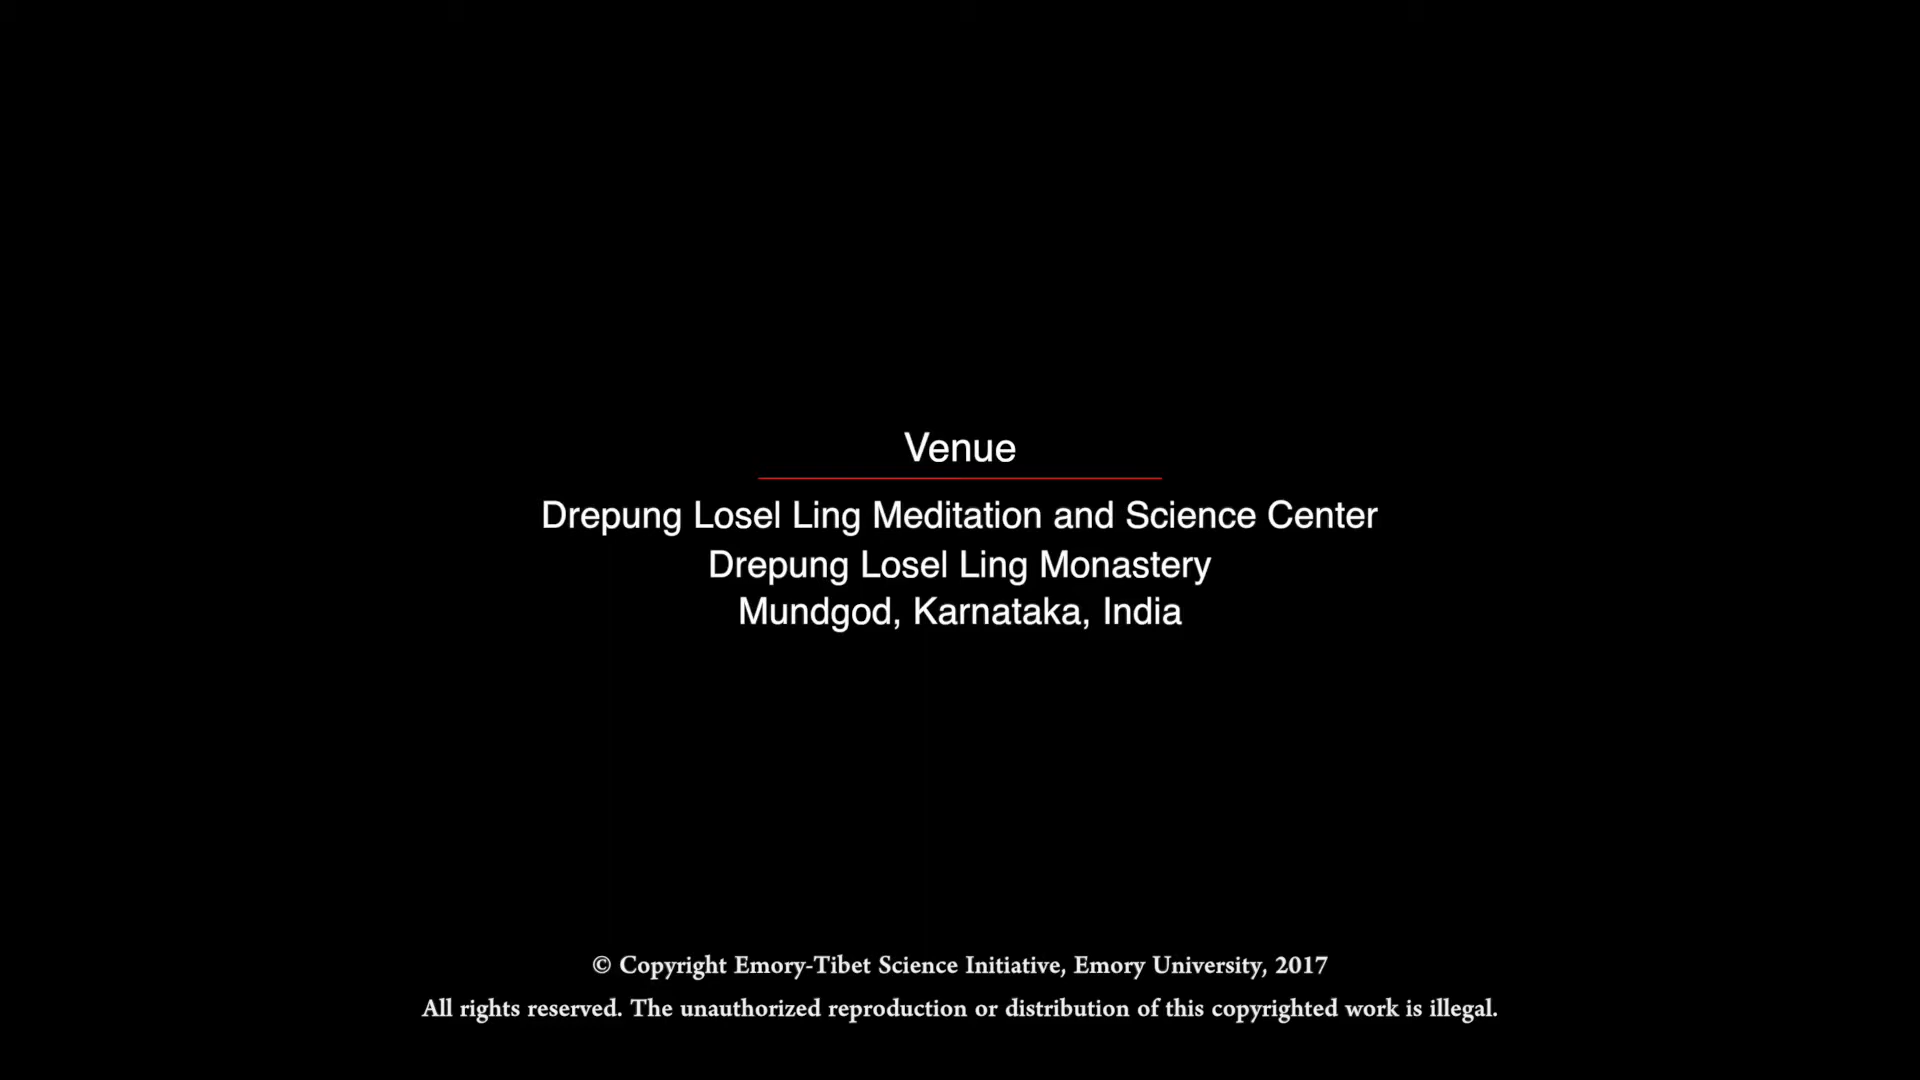 Venue
Drepung Losel Ling Meditation and Science Center
Drepung Losel Ling Monastery
Mundgod, Karnataka, India
© Copyright Emory-Tibet Science Initiative, Emory University, 2017
All rights reserved. The unauthorized reproduction or distribution of this copyrighted work is illegal.